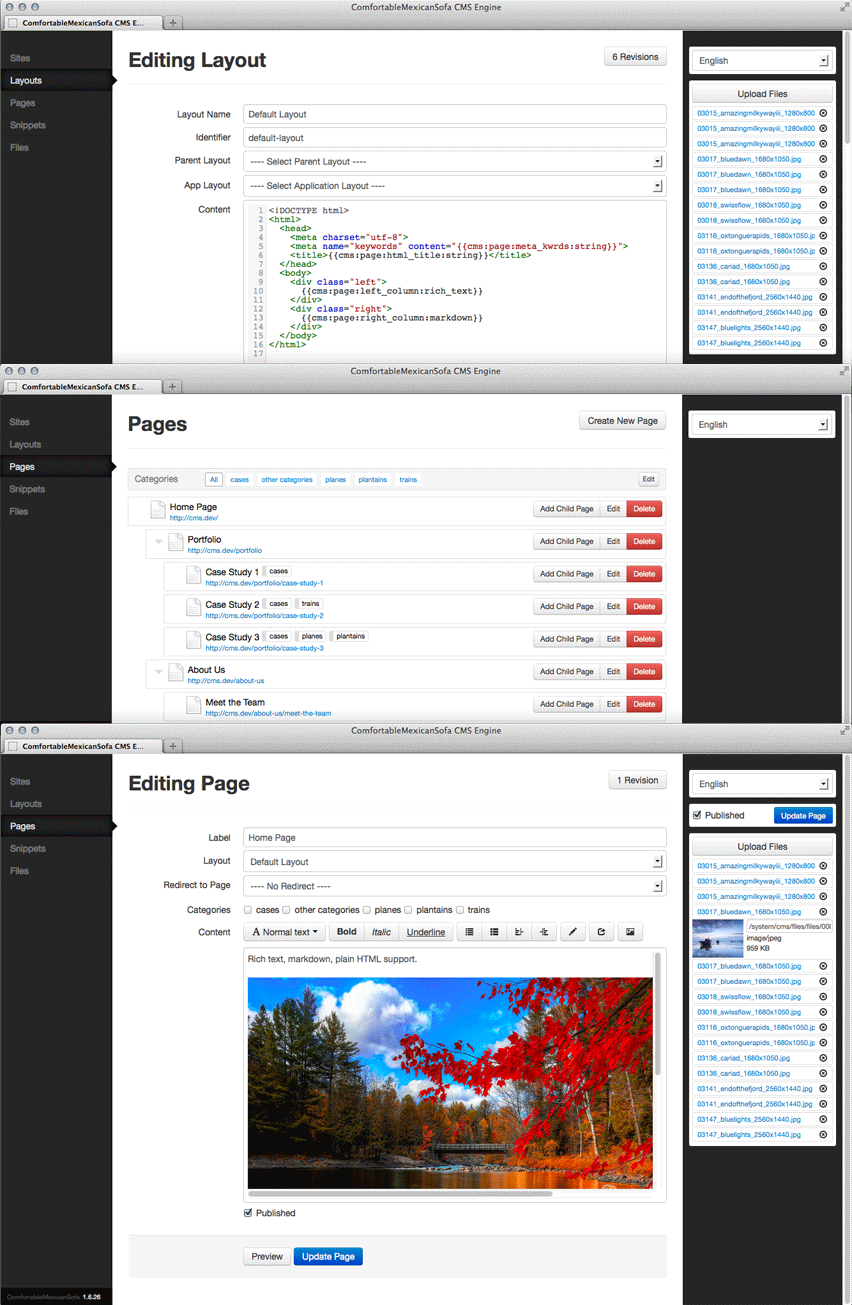 ComfortableMexicanSofa CMS Engine
ComfortableMexicanSofa CMS E...
Sites
Layouts
Pages
Snippets
Files
Editing Layout
6 Revisions
Layout Name
Default Layout
Identifier
default-layout
Parent Layout
---- Select Parent Layout ----
App Layout
---- Select Application Layout ----
Content
1 <!DOCTYPE html>
2 <html>
3 <head>
4 <meta charset="utf-8">
5 <meta name="keywords" content="{{cms:page:meta_kwrds:string}}">
6 <title>{{cms:page:html_title:string}}</title>
7 </head>
8 <body>
9 <div class="left">
10 {{cms:page:left_column:rich_text}}
11 </div>
12 <div class="right">
13 {{cms:page:right_column:markdown}}
14 </div>
15 </body>
16 </html>
17
English
Upload Files
03015_amazingmilkywayiii_1280x800
03015_amazingmilkywayiii_1280x800
03015_amazingmilkywayiii_1280x800
03017_bluedawn_1680x1050.jpg
03017_bluedawn_1680x1050.jpg
03017_bluedawn_1680x1050.jpg
03018_swissflow_1680x1050.jpg
03018_swissflow_1680x1050.jpg
03116_oxtonguerapids_1680x1050.jpg
03116_oxtonguerapids_1680x1050.jpg
03136_cariad_1680x1050.jpg
03136_cariad_1680x1050.jpg
03141_endofthefjord_2560x1440.jpg
03141_endofthefjord_2560x1440.jpg
03147_bluelights_2560x1440.jpg
03147_bluelights_2560x1440.jpg
ComfortableMexicanSofa CMS Engine
ComfortableMexicanSofa CMS E...
Sites
Layouts
Pages
Snippets
Files
Pages
Create New Page
Categories All cases other categories planes plantains trains Edit
Home Page
http://cms.dev/
Add Child Page Edit Delete
Portfolio
http://cms.dev/portfolio
Add Child Page Edit Delete
Case Study 1 cases
http://cms.dev/portfolio/case-study-1
Add Child Page Edit Delete
Case Study 2 cases trains
http://cms.dev/portfolio/case-study-2
Add Child Page Edit Delete
Case Study 3 cases planes plantains
http://cms.dev/portfolio/case-study-3
Add Child Page Edit Delete
About Us
http://cms.dev/about-us
Add Child Page Edit Delete
Meet the Team
http://cms.dev/about-us/meet-the-team
Add Child Page Edit Delete
English
ComfortableMexicanSofa CMS Engine
ComfortableMexicanSofa CMS E...
Sites
Layouts
Pages
Snippets
Files
Editing Page
1 Revision
Label
Home Page
Layout
Default Layout
Redirect to Page
---- No Redirect ----
Categories
cases other categories planes plantains trains
Content
A Normal text Bold Italic Underline
Rich text, markdown, plain HTML support.
Published
Preview Update Page
English
Published Update Page
Upload Files
03015_amazingmilkywayiii_1280x800
03015_amazingmilkywayiii_1280x800
03015_amazingmilkywayiii_1280x800
03017_bluedawn_1680x1050.jpg
/system/cms/files/files/000
image/jpeg
959 KB
03017_bluedawn_1680x1050.jpg
03017_bluedawn_1680x1050.jpg
03018_swissflow_1680x1050.jpg
03018_swissflow_1680x1050.jpg
03116_oxtonguerapids_1680x1050.jpg
03116_oxtonguerapids_1680x1050.jpg
03136_cariad_1680x1050.jpg
03136_cariad_1680x1050.jpg
03141_endofthefjord_2560x1440.jpg
03141_endofthefjord_2560x1440.jpg
03147_bluelights_2560x1440.jpg
03147_bluelights_2560x1440.jpg
ComfortableMexicanSofa 1.6.26